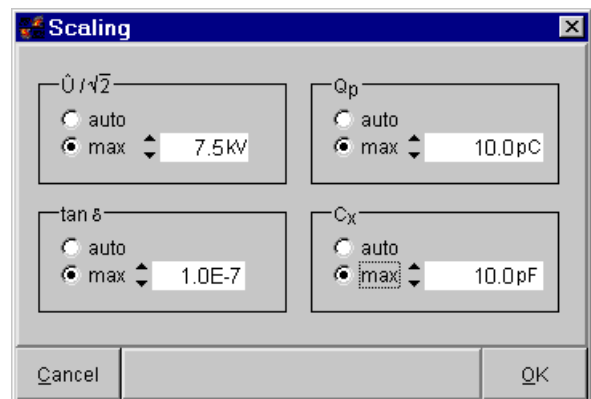 Scaling
Û / √2
auto
max 7.5kV
Qp
auto
max 10.0pC
tan δ
auto
max 1.0E-7
Cx
auto
max 10.0pF
Cancel
OK